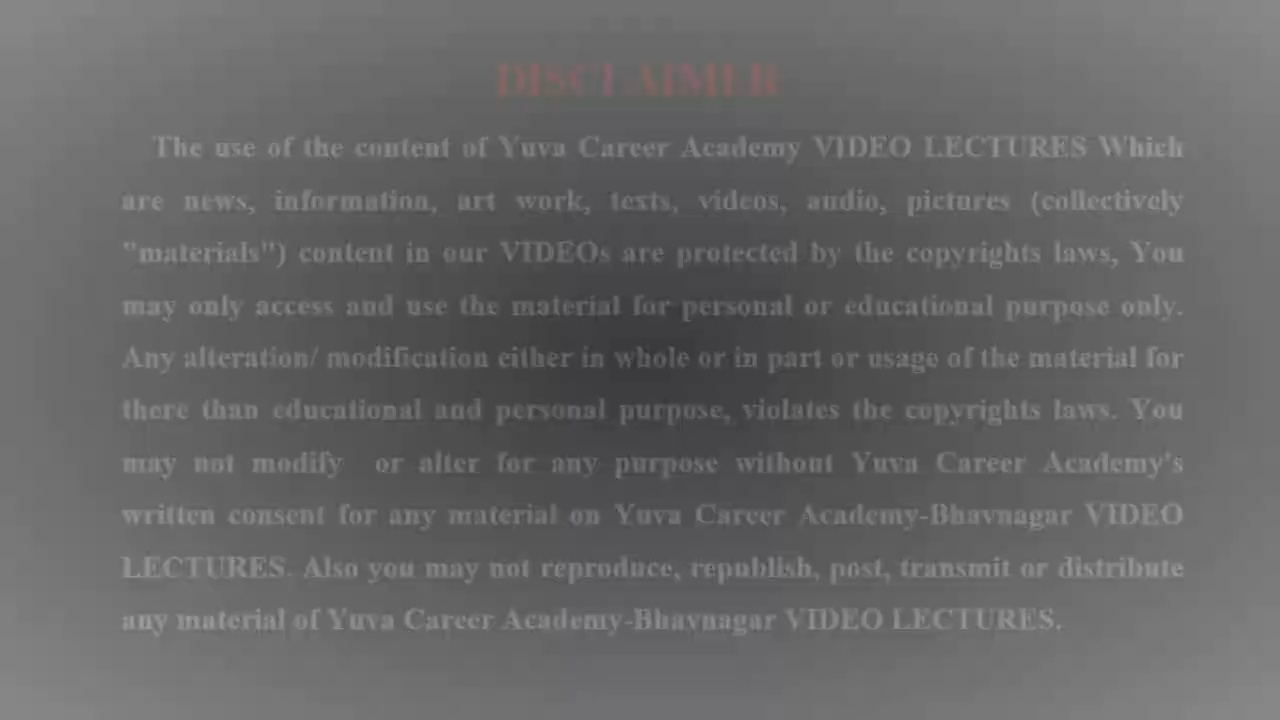 DISCLAIMER
The use of the content of Yuva Career Academy VIDEO LECTURES Which
are news, information, art work, texts, videos, audio, pictures (collectively
"materials") content in our VIDEOs are protected by the copyrights laws, You
may only access and use the material for personal or educational purpose only.
Any alteration/ modification either in whole or in part or usage of the material for
there than educational and personal purpose, violates the copyrights laws. You
may not modify or alter for any purpose without Yuva Career Academy's
written consent for any material on Yuva Career Academy-Bhavnagar VIDEO
LECTURES. Also you may not reproduce, republish, post, transmit or distribute
any material of Yuva Career Academy-Bhavnagar VIDEO LECTURES.